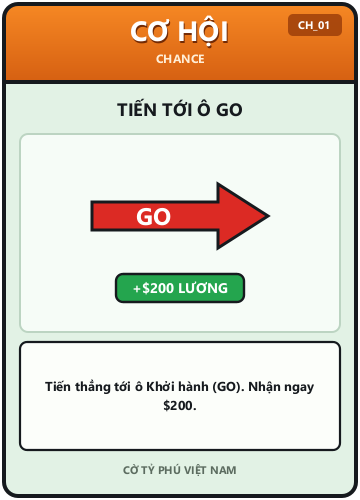 CƠ HỘI
CH_01
CHANCE
TIẾN TỚI Ô GO
GO
+$200 LƯƠNG
Tiến thẳng tới ô Khởi hành (GO). Nhận ngay
$200.
CỜ TỶ PHÚ VIỆT NAM